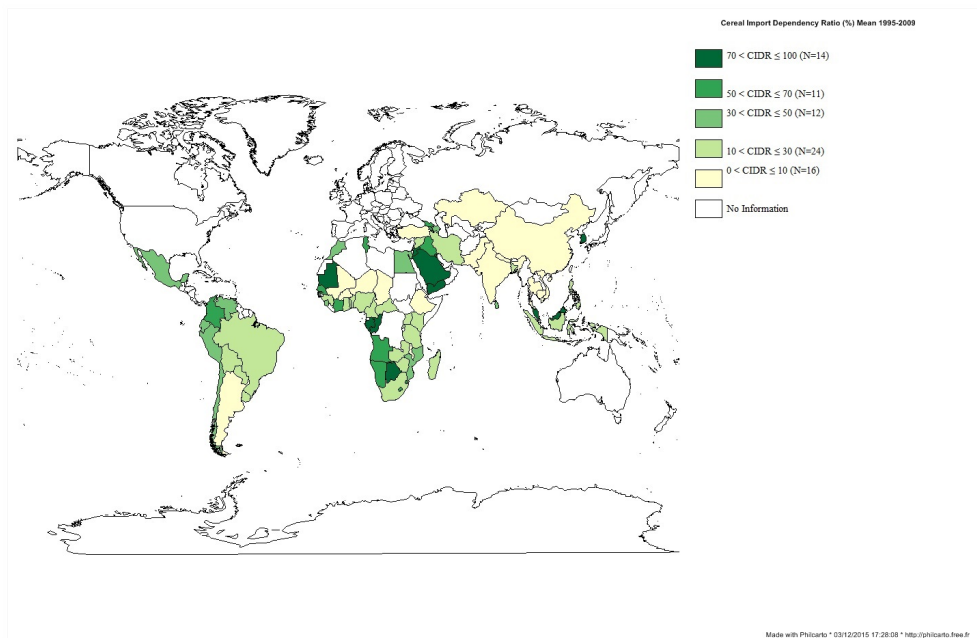 Cereal Import Dependency Ratio (%) Mean 1995-2009
70 < CIDR ≤ 100 (N=14)
50 < CIDR ≤ 70 (N=11)
30 < CIDR ≤ 50 (N=12)
10 < CIDR ≤ 30 (N=24)
0 < CIDR ≤ 10 (N=16)
No Information
Made with Philcarto * 03/12/2015 17:28:08 * http://philcarto.free.fr